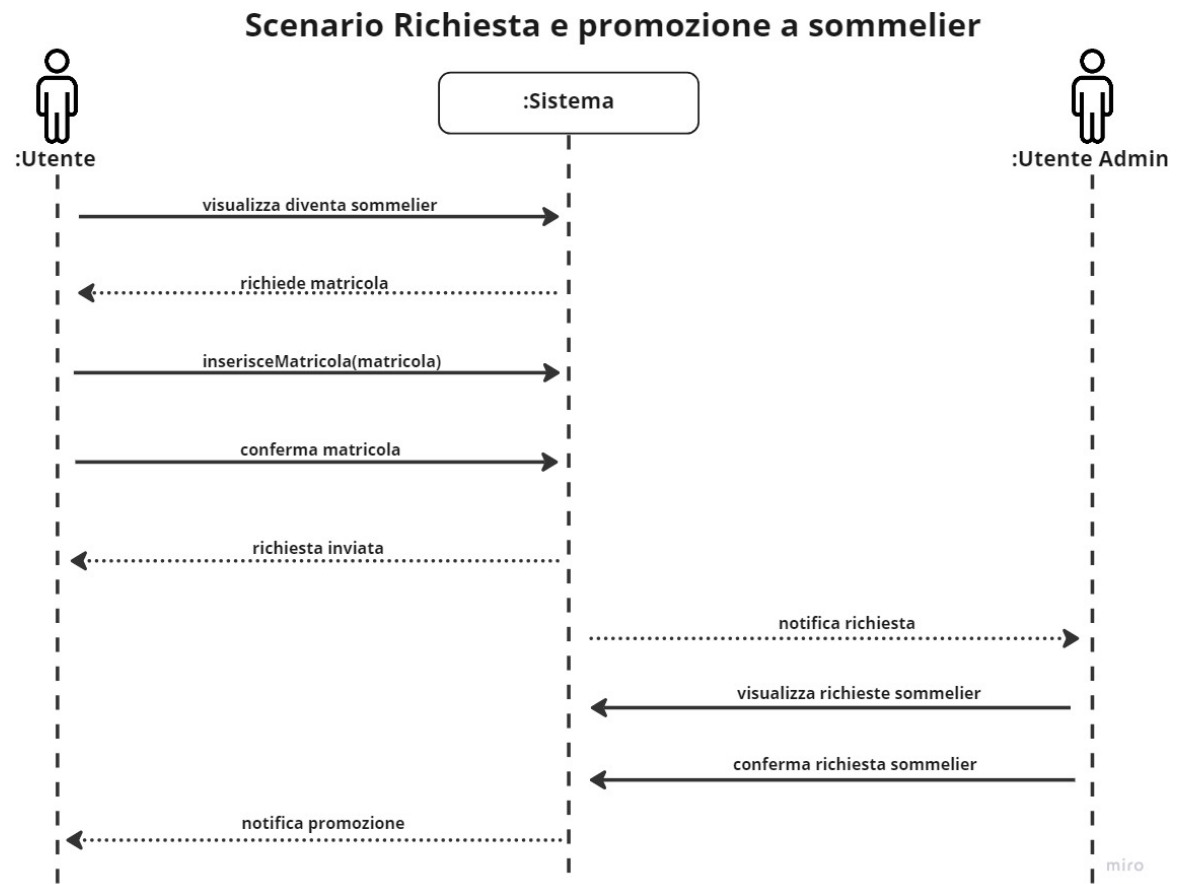 Scenario Richiesta e promozione a sommelier
:Sistema
:Utente
:Utente Admin
visualizza diventa sommelier
richiede matricola
inserisceMatricola(matricola)
conferma matricola
richiesta inviata
notifica richiesta
visualizza richieste sommelier
conferma richiesta sommelier
notifica promozione
miro